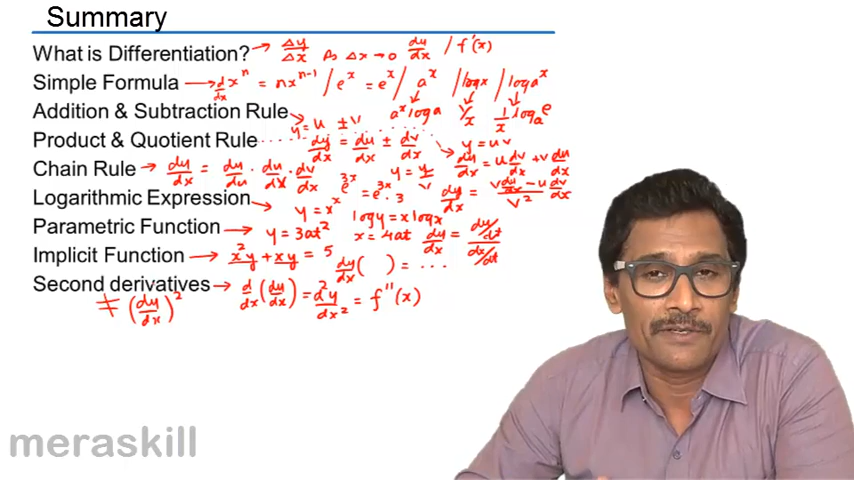 Summary
What is Differentiation? → Δy/Δx As Δx→0 dy/dx / f'(x)
Simple Formula → d/dx xⁿ = nxⁿ⁻¹ / eˣ = eˣ / aˣ / logx / logaˣ
aˣ loga 1/x 1/x logₐe
Addition & Subtraction Rule → y = u ± v
Product & Quotient Rule dy/dx = du/dx ± dv/dx y = uv
Chain Rule → dy/dx = dy/du · du/dx · dv/dx y = u/v dy/dx = u dv/dx + v du/dx
e³ˣ = e³ˣ · 3 dy/dx = v du/dx - u dv/dx / v²
Logarithmic Expression → y = xˣ logy = x logx
Parametric Function → y = 3at² x = 4at dy/dx = dy/dt / dx/dt
Implicit Function → x²y + xy = 5 dy/dx ( ) = ...
Second derivatives → d/dx (dy/dx) = d²y/dx² = f''(x)
≠ (dy/dx)²
meraskill